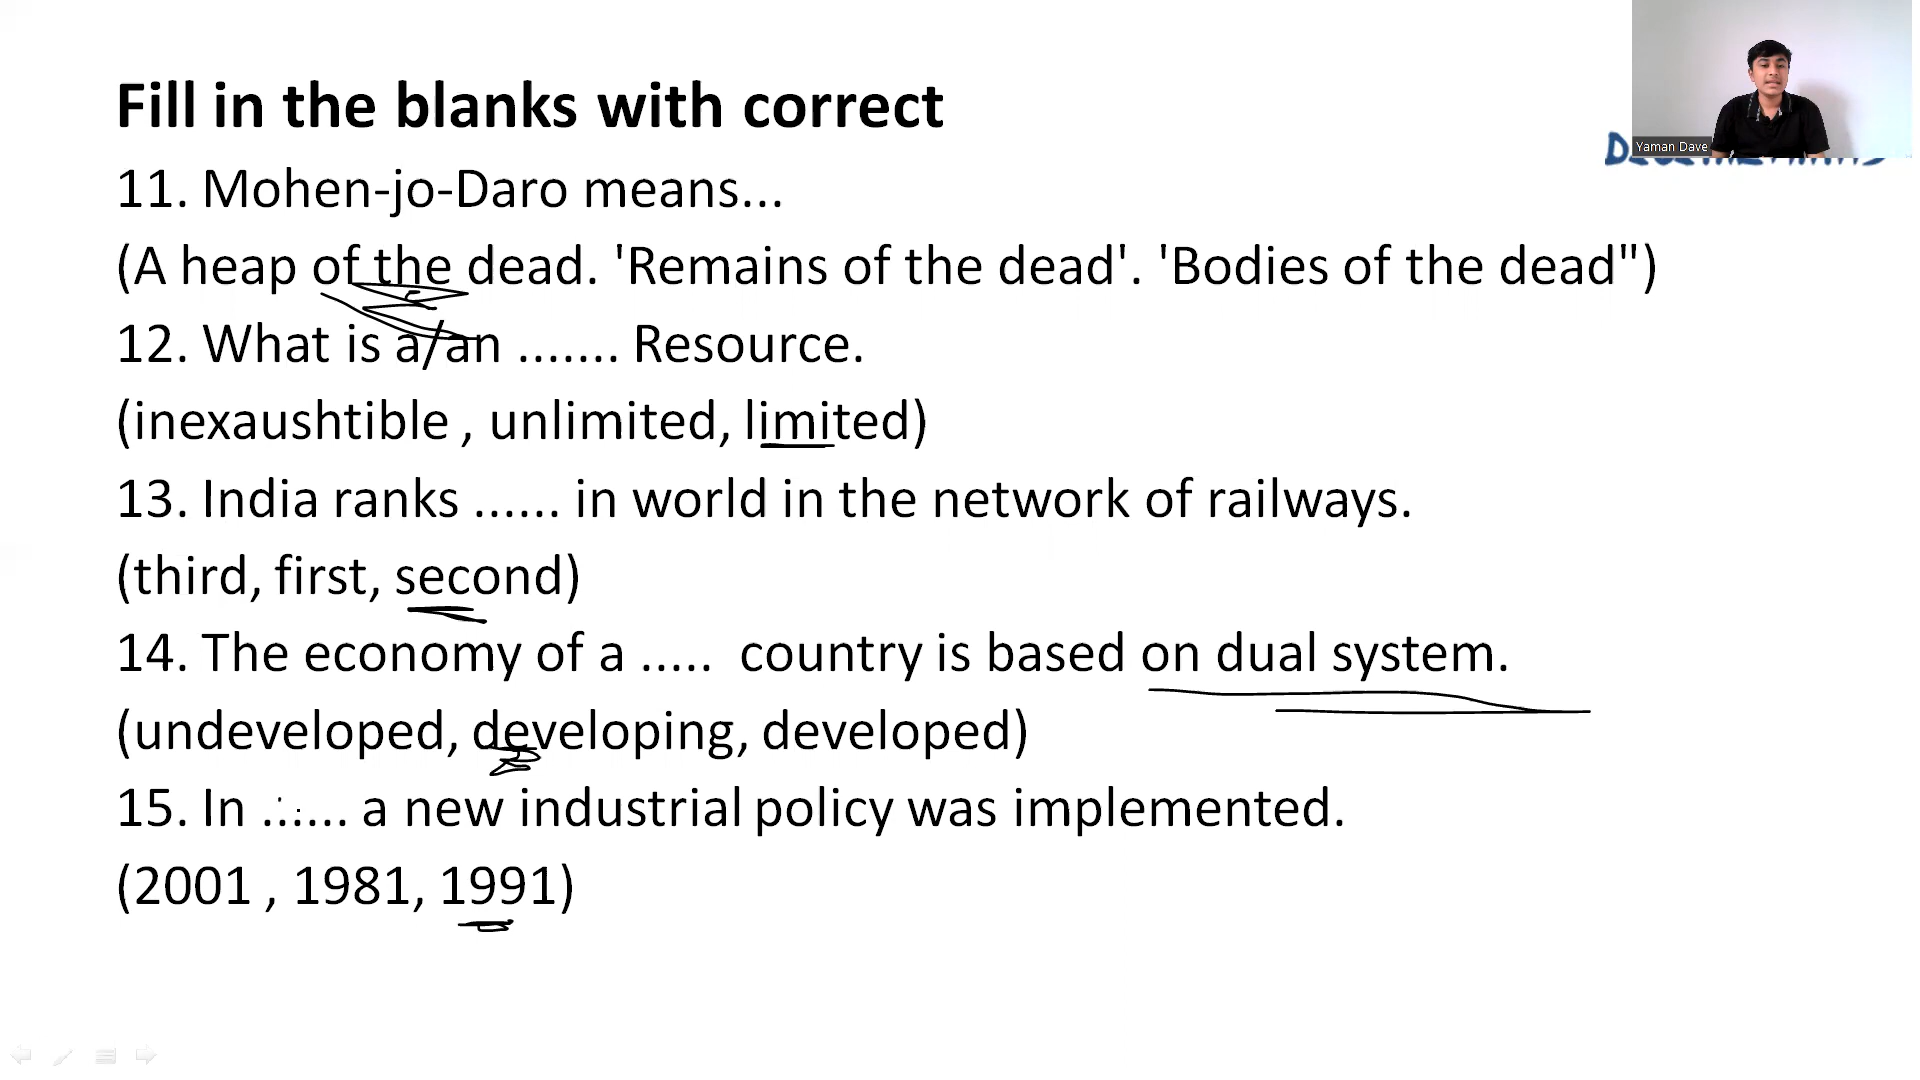 Fill in the blanks with correct
11. Mohen-jo-Daro means...
(A heap of the dead. 'Remains of the dead'. 'Bodies of the dead")
12. What is a/an ....... Resource.
(inexaushtible , unlimited, limited)
13. India ranks ...... in world in the network of railways.
(third, first, second)
14. The economy of a ..... country is based on dual system.
(undeveloped, developing, developed)
15. In ...... a new industrial policy was implemented.
(2001 , 1981, 1991)
Yaman Dave